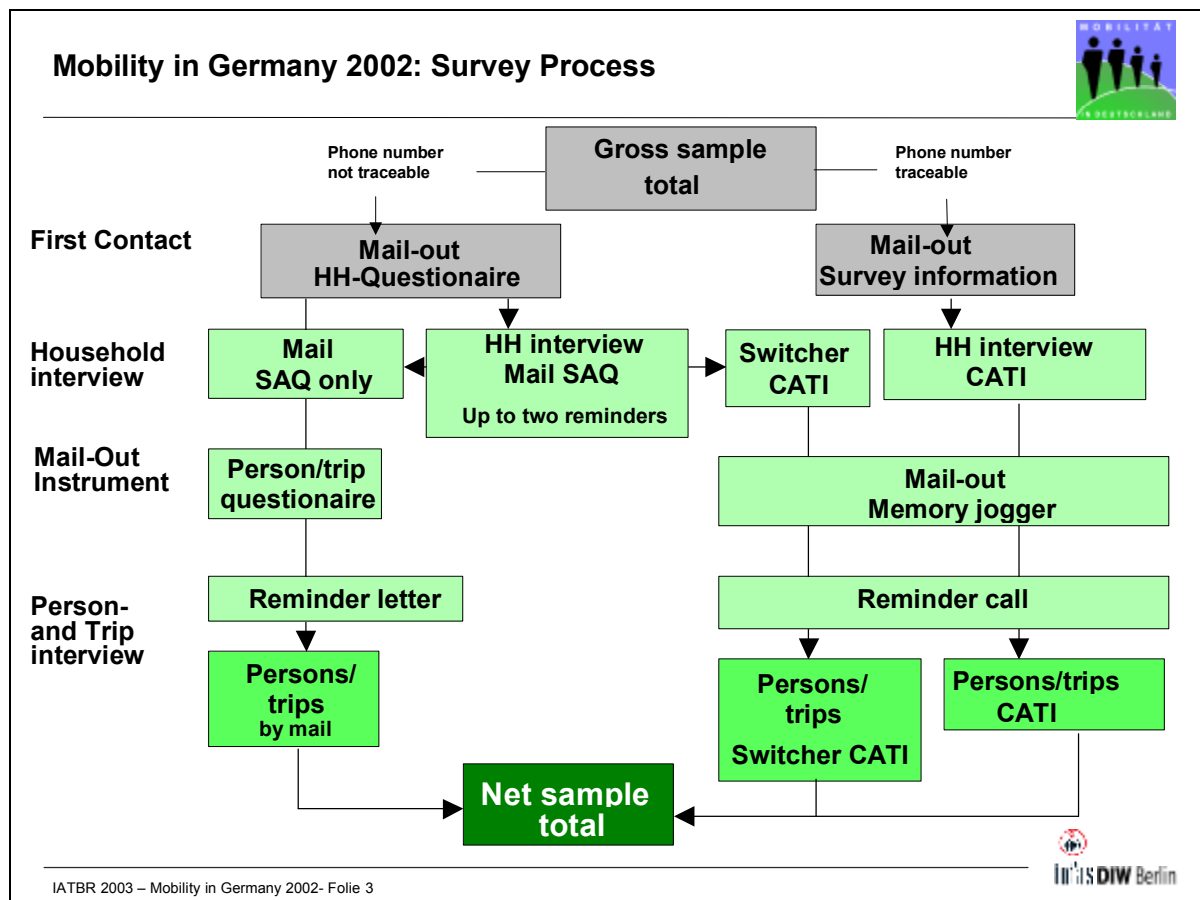 Mobility in Germany 2002: Survey Process
MOBILITÄT
IN DEUTSCHLAND
Phone number
not traceable
Gross sample
total
Phone number
traceable
First Contact
Mail-out
HH-Questionaire
Mail-out
Survey information
Household
interview
Mail
SAQ only
HH interview
Mail SAQ
Up to two reminders
Switcher
CATI
HH interview
CATI
Mail-Out
Instrument
Person/trip
questionaire
Mail-out
Memory jogger
Person-
and Trip
interview
Reminder letter
Reminder call
Persons/
trips
by mail
Persons/
trips
Switcher CATI
Persons/trips
CATI
Net sample
total
IATBR 2003 – Mobility in Germany 2002- Folie 3
infas DIW Berlin